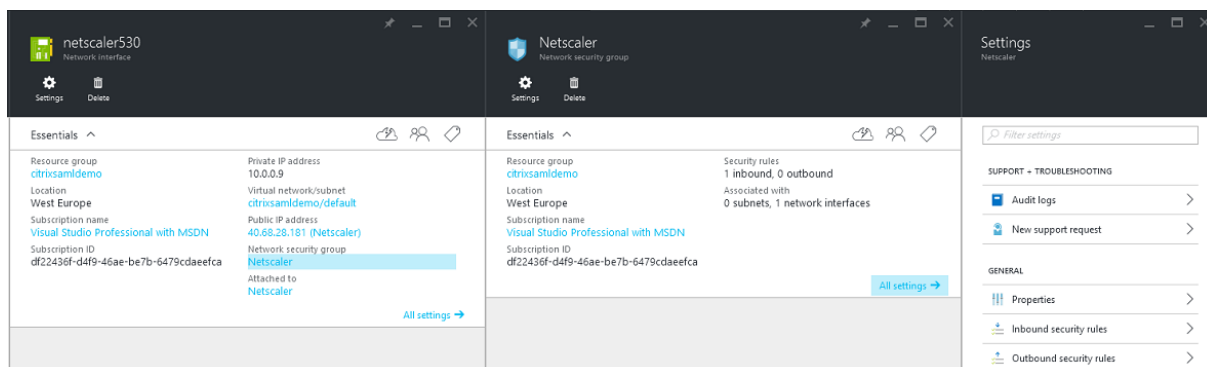 netscaler530
Network interface
Settings
Delete
Essentials
Resource group
citrixsamldemo
Location
West Europe
Subscription name
Visual Studio Professional with MSDN
Subscription ID
df22436f-d4f9-46ae-be7b-6479cdaeefca
Private IP address
10.0.0.9
Virtual network/subnet
citrixsamldemo/default
Public IP address
40.68.28.181 (Netscaler)
Network security group
Netscaler
Attached to
Netscaler
All settings →
Netscaler
Network security group
Settings
Delete
Essentials
Resource group
citrixsamldemo
Location
West Europe
Subscription name
Visual Studio Professional with MSDN
Subscription ID
df22436f-d4f9-46ae-be7b-6479cdaeefca
Security rules
1 inbound, 0 outbound
Associated with
0 subnets, 1 network interfaces
All settings →
Settings
Netscaler
Filter settings
SUPPORT + TROUBLESHOOTING
Audit logs
New support request
GENERAL
Properties
Inbound security rules
Outbound security rules